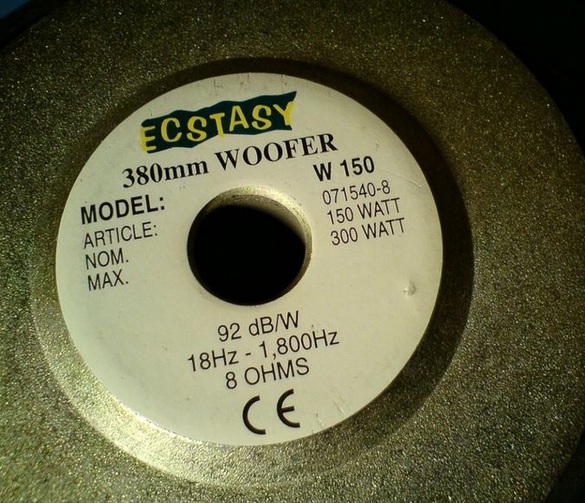 ECSTASY
380mm WOOFER
MODEL: W 150
ARTICLE: 071540-8
NOM. 150 WATT
MAX. 300 WATT
92 dB/W
18Hz - 1,800Hz
8 OHMS
CE